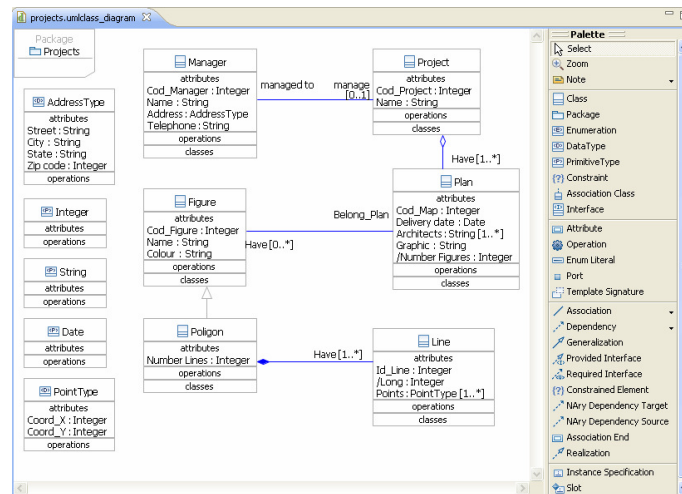 projects.umlclass_diagram
Package
Projects
AddressType
attributes
Street : String
City : String
State : String
Zip code : Integer
operations
Integer
attributes
operations
String
attributes
operations
Date
attributes
operations
PointType
attributes
Coord_X : Integer
Coord_Y : Integer
operations
Manager
attributes
Cod_Manager : Integer
Name : String
Address : AddressType
Telephone : String
operations
classes
managed to
manage
[0..1]
Project
attributes
Cod_Project : Integer
Name : String
operations
classes
Have [1..*]
Plan
attributes
Cod_Map : Integer
Delivery date : Date
Architects : String [1..*]
Graphic : String
/Number Figures : Integer
operations
classes
Belong_Plan
Have [0..*]
Figure
attributes
Cod_Figure : Integer
Name : String
Colour : String
operations
classes
Poligon
attributes
Number Lines : Integer
operations
classes
Have [1..*]
Line
attributes
Id_Line : Integer
/Long : Integer
Points : PointType [1..*]
operations
classes
Palette
Select
Zoom
Note
Class
Package
Enumeration
DataType
PrimitiveType
Constraint
Association Class
Interface
Attribute
Operation
Enum Literal
Port
Template Signature
Association
Dependency
Generalization
Provided Interface
Required Interface
Constrained Element
NAry Dependency Target
NAry Dependency Source
Association End
Realization
Instance Specification
Slot